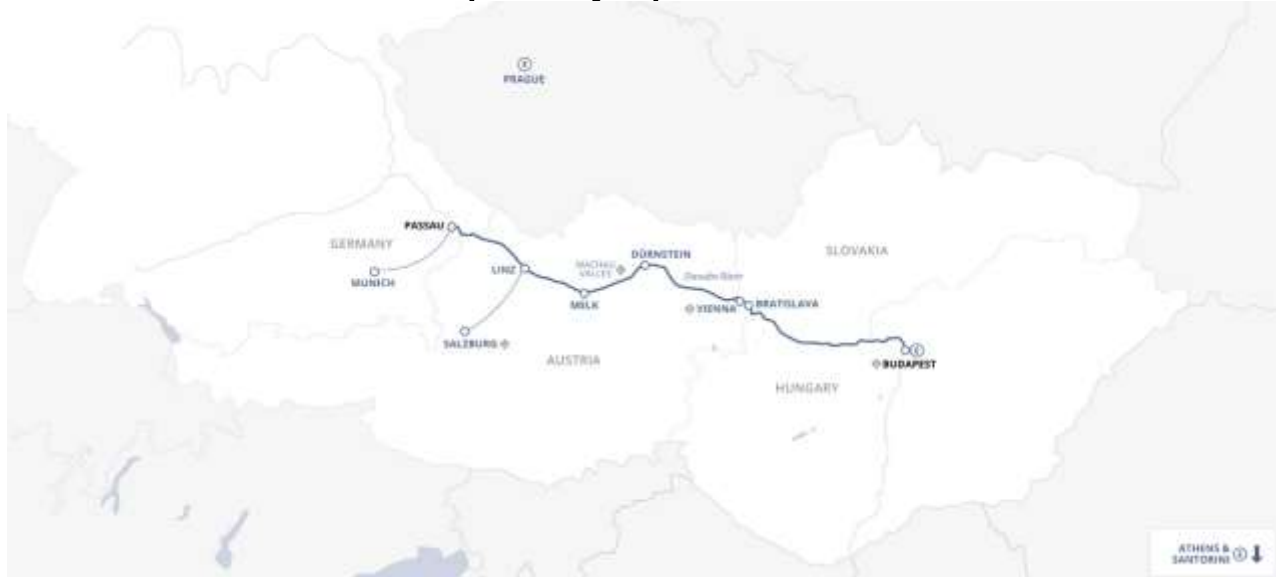 PRAGUE
PASSAU
GERMANY
MUNICH
LINZ
SALZBURG
MELK
WACHAU
VALLEY
DÜRNSTEIN
Danube River
SLOVAKIA
VIENNA
BRATISLAVA
AUSTRIA
BUDAPEST
HUNGARY
ATHENS &
SANTORINI